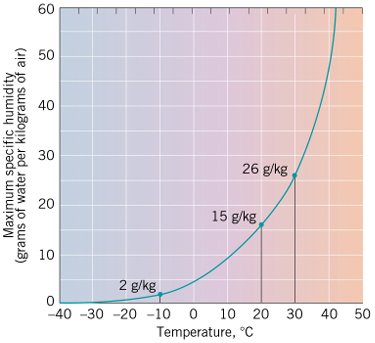 Maximum specific humidity
(grams of water per kilograms of air)
60
50
40
30
20
10
0
26 g/kg
15 g/kg
2 g/kg
–40 –30 –20 –10 0 10 20 30 40 50
Temperature, °C